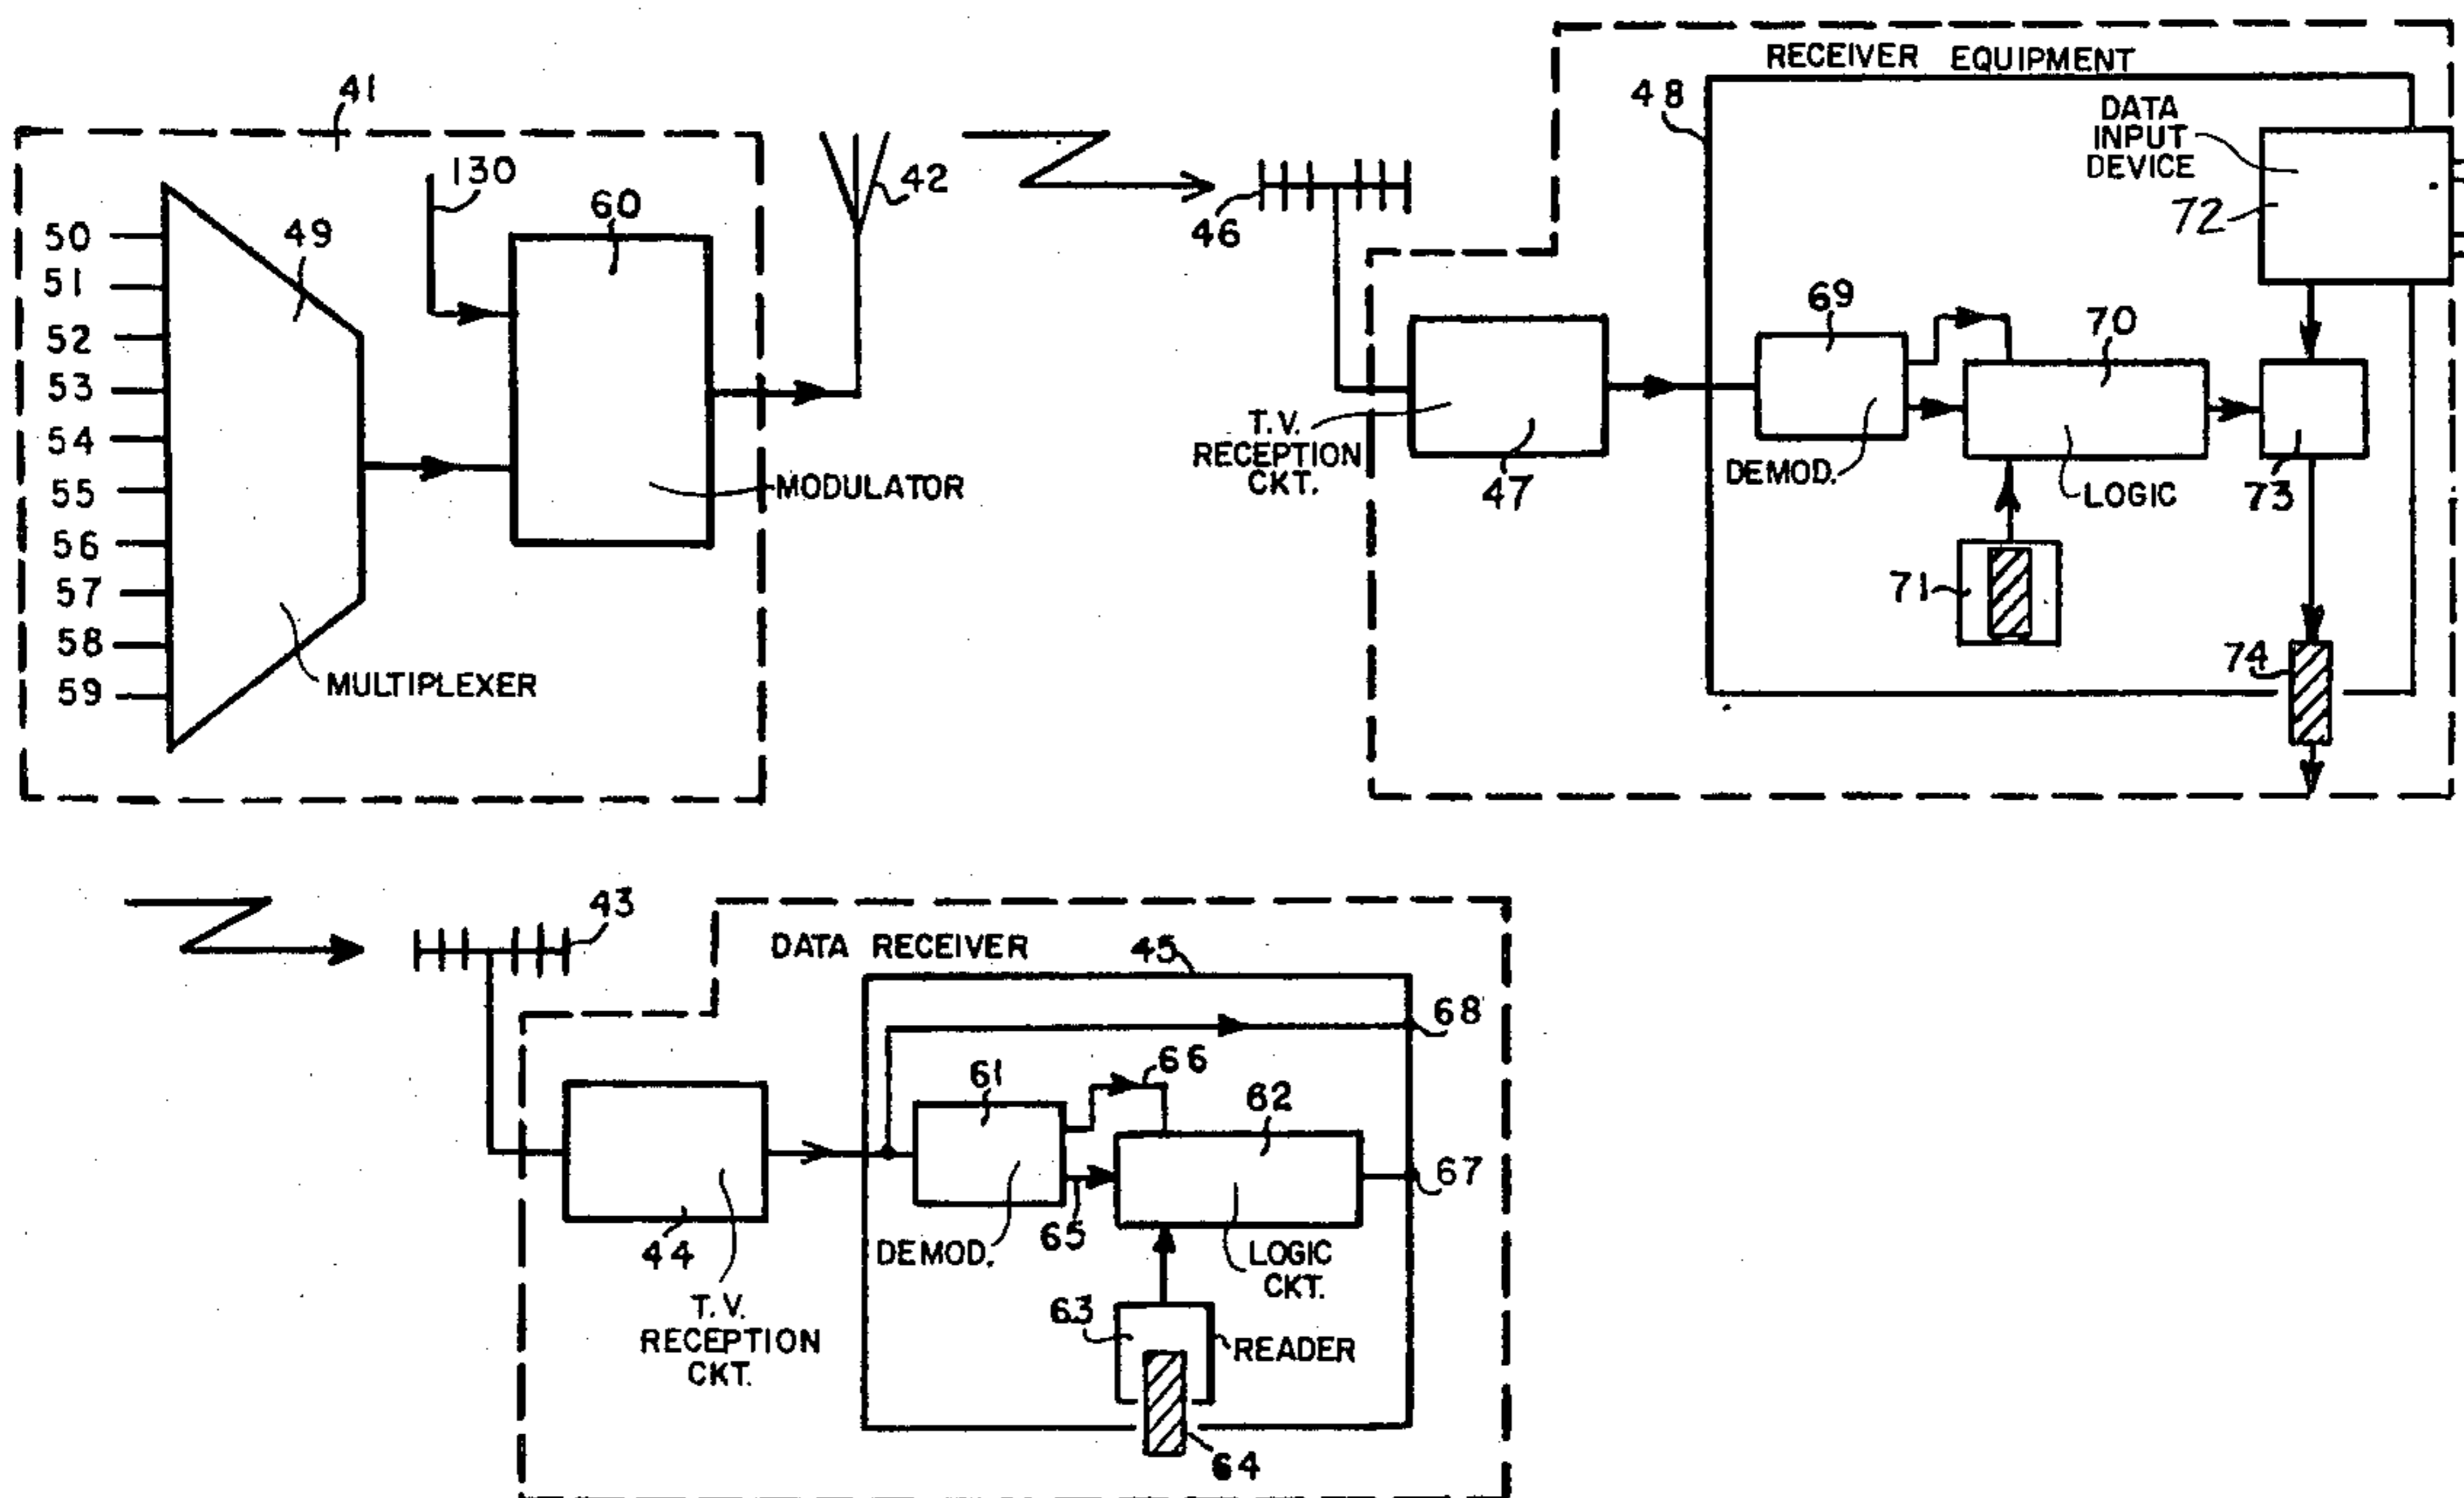 41
130
60
42
49
50
51
52
53
54
55
56
57
58
59
MODULATOR
MULTIPLEXER
RECEIVER EQUIPMENT
48
DATA
INPUT
DEVICE
72
46
69
70
T.V.
RECEPTION
CKT.
47
DEMOD.
LOGIC
73
71
74
43
DATA RECEIVER
45
68
66
61
62
67
65
44
DEMOD.
LOGIC
CKT.
T.V.
RECEPTION
CKT.
63
READER
64